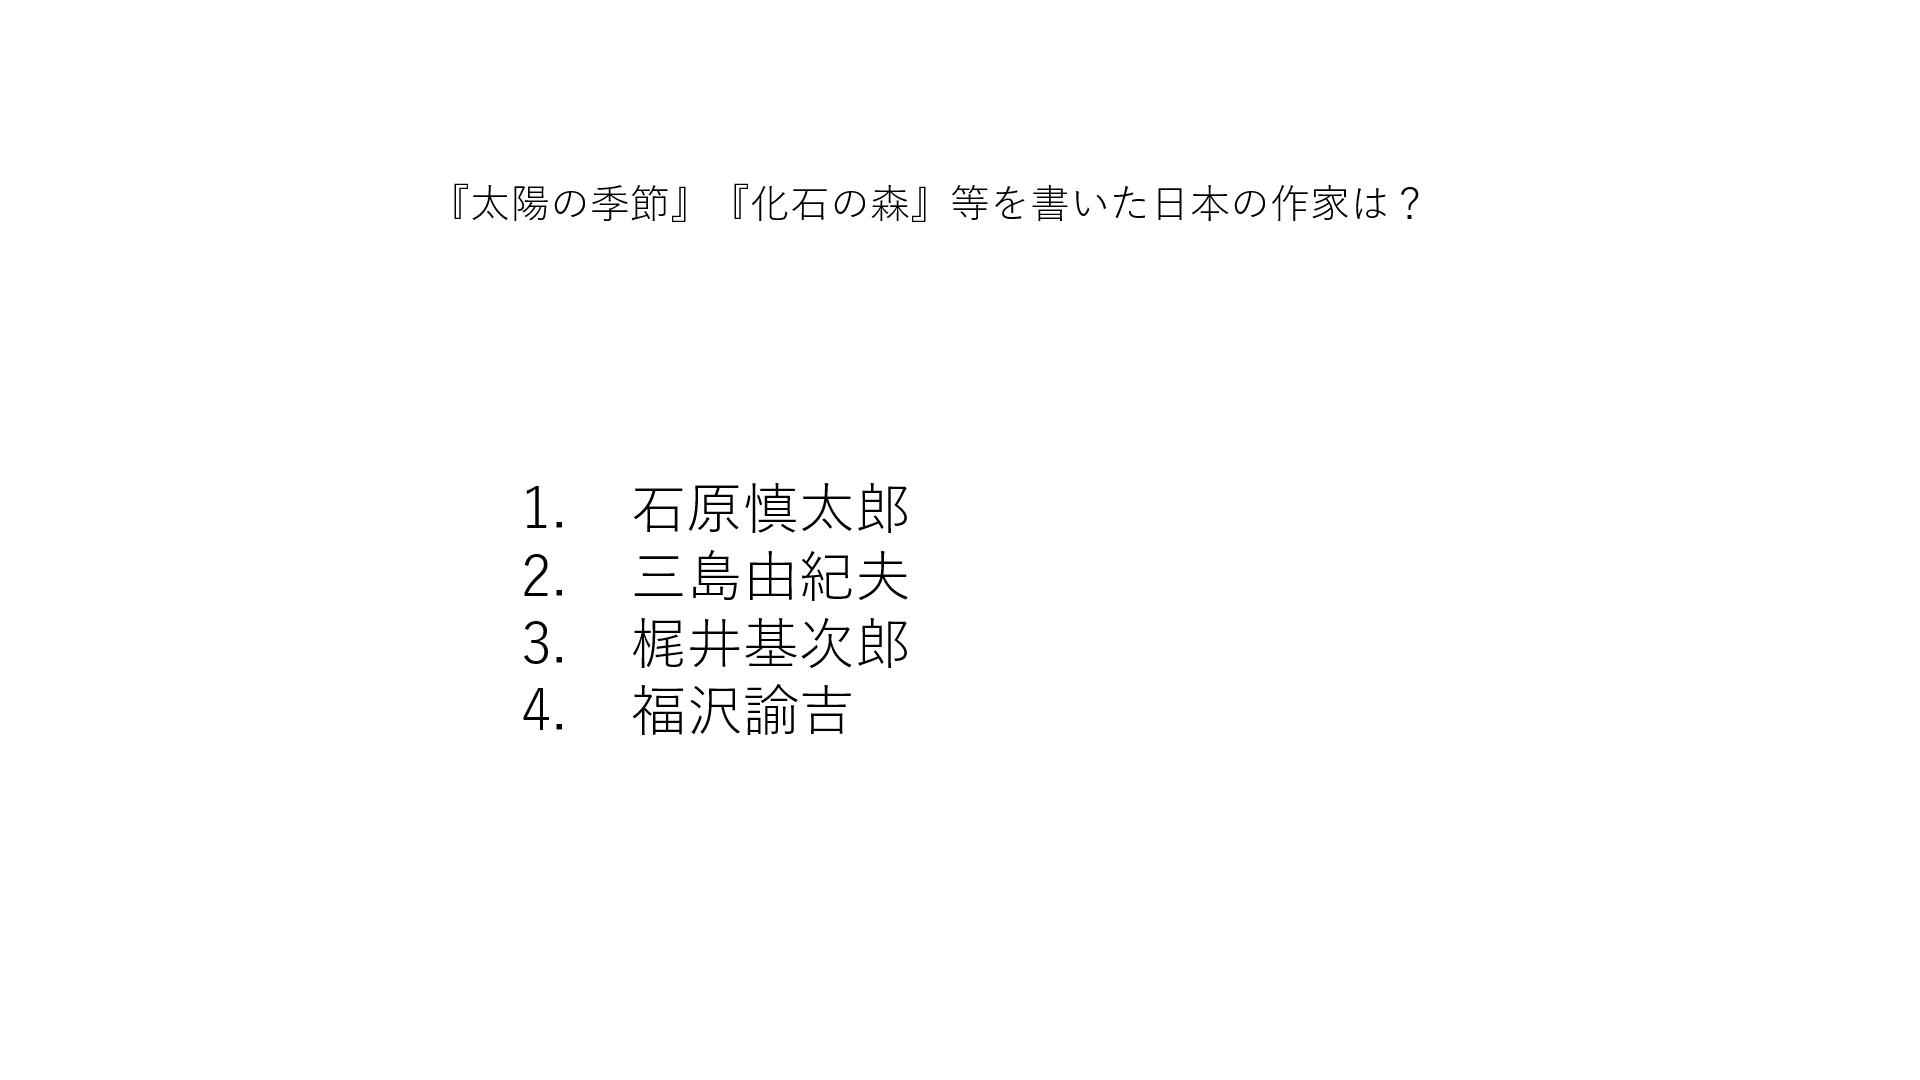 『太陽の季節』『化石の森』等を書いた日本の作家は？
1. 石原慎太郎
2. 三島由紀夫
3. 梶井基次郎
4. 福沢諭吉